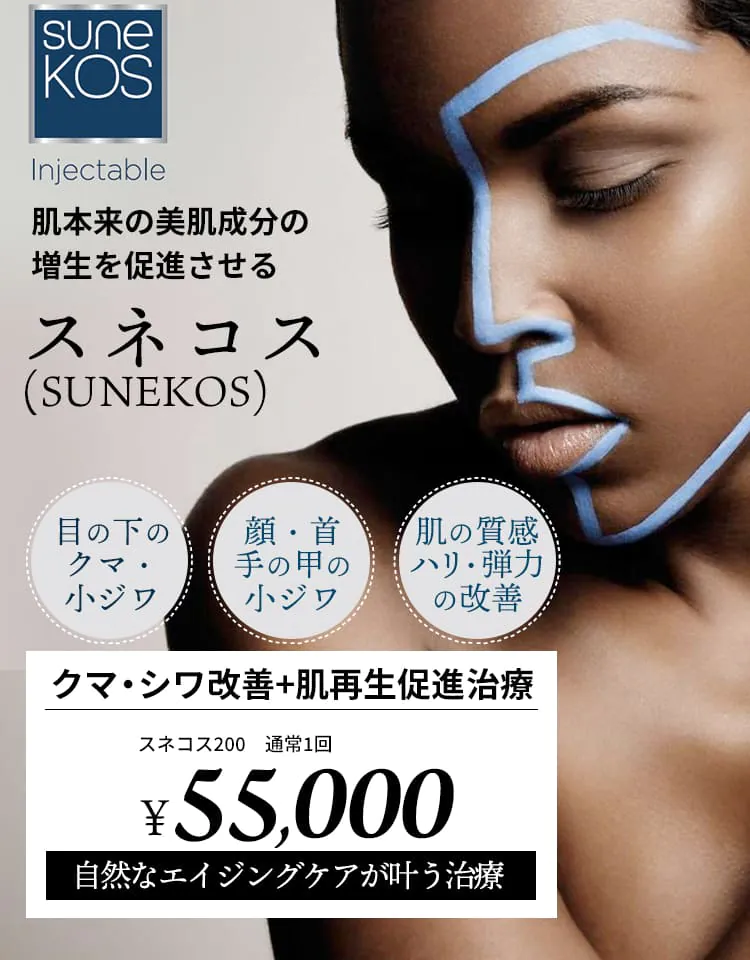 sune
KOS
Injectable
肌本来の美肌成分の
増生を促進させる
スネコス
(SUNEKOS)
目の下の
クマ・
小ジワ
顔・首
手の甲の
小ジワ
肌の質感
ハリ・弾力
の改善
クマ・シワ改善+肌再生促進治療
スネコス200 通常1回
¥55,000
自然なエイジングケアが叶う治療